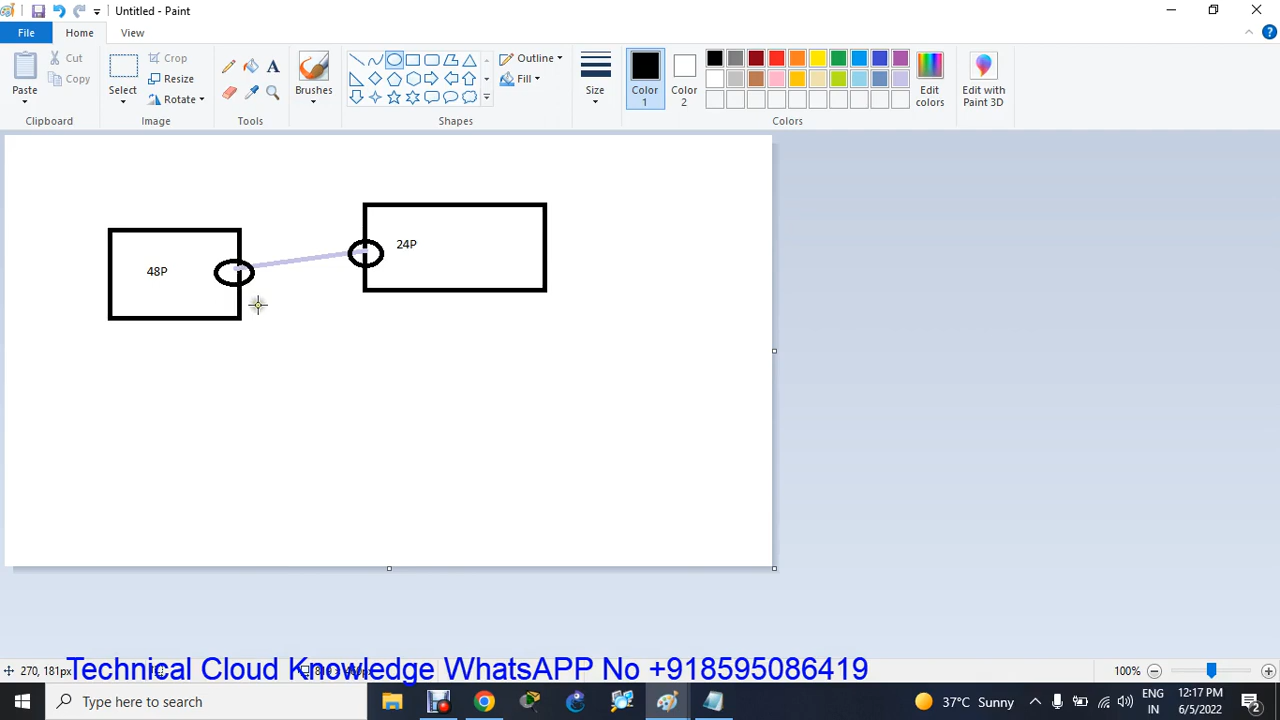 Untitled - Paint
File Home View
Paste
Cut
Copy
Clipboard
Select
Crop
Resize
Rotate
Image
Tools
Brushes
Shapes
Outline
Fill
Size
Color 1
Color 2
Colors
Edit colors
Edit with Paint 3D
48P
24P
270, 181px
100%
Technical Cloud Knowledge WhatsAPP No +918595086419
Type here to search
37°C Sunny
ENG
IN
12:17 PM
6/5/2022
2